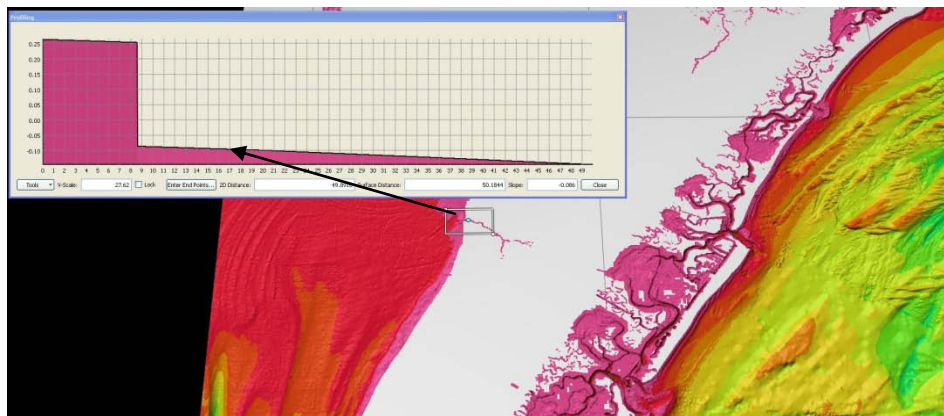 Profiling
0.25
0.20
0.15
0.10
0.05
0.00
-0.05
-0.10
0 1 2 3 4 5 6 7 8 9 10 11 12 13 14 15 16 17 18 19 20 21 22 23 24 25 26 27 28 29 30 31 32 33 34 35 36 37 38 39 40 41 42 43 44 45 46 47 48 49
Tools V-Scale: 27.62 Lock Enter End Points... 2D Distance: Surface Distance: 50.1844 Slope: -0.086 Close